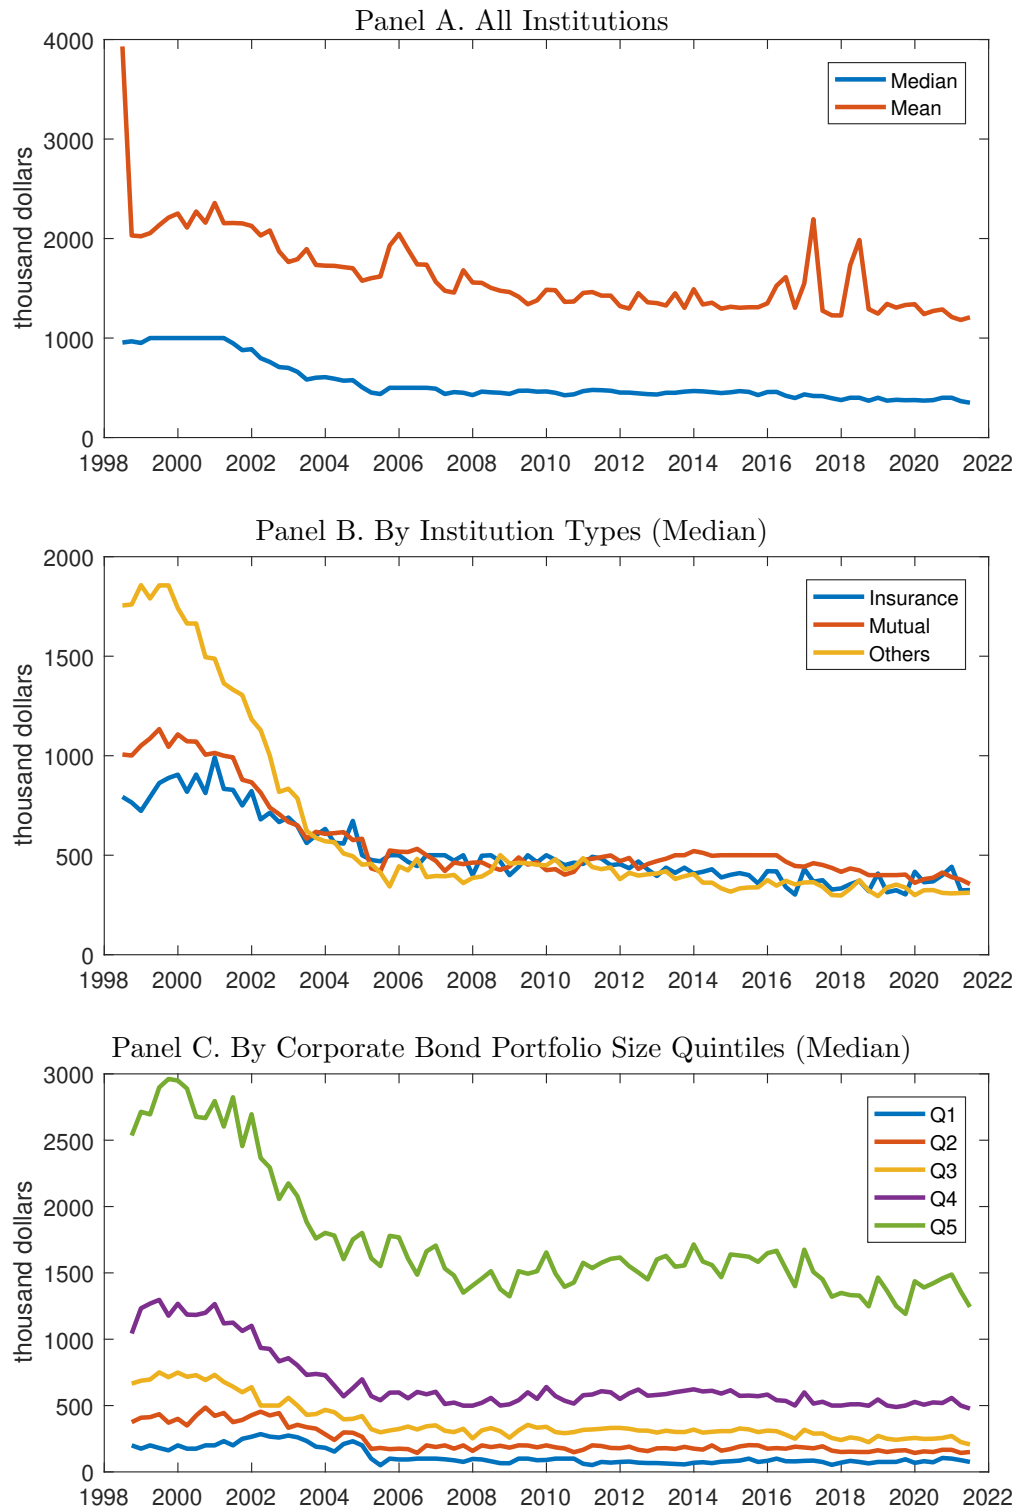 Panel A. All Institutions
4000
3000
2000
1000
0
thousand dollars
Median
Mean
1998 2000 2002 2004 2006 2008 2010 2012 2014 2016 2018 2020 2022
Panel B. By Institution Types (Median)
2000
1500
1000
500
0
thousand dollars
Insurance
Mutual
Others
1998 2000 2002 2004 2006 2008 2010 2012 2014 2016 2018 2020 2022
Panel C. By Corporate Bond Portfolio Size Quintiles (Median)
3000
2500
2000
1500
1000
500
0
thousand dollars
Q1
Q2
Q3
Q4
Q5
1998 2000 2002 2004 2006 2008 2010 2012 2014 2016 2018 2020 2022